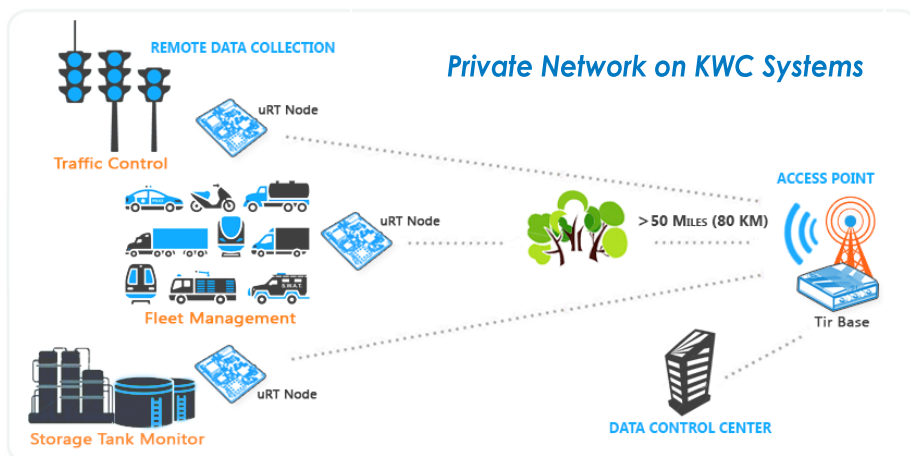 REMOTE DATA COLLECTION
Private Network on KWC Systems
uRT Node
Traffic Control
ACCESS POINT
uRT Node
>50 MILES (80 KM)
S.W.A.T.
Fleet Management
Tir Base
uRT Node
Storage Tank Monitor
DATA CONTROL CENTER